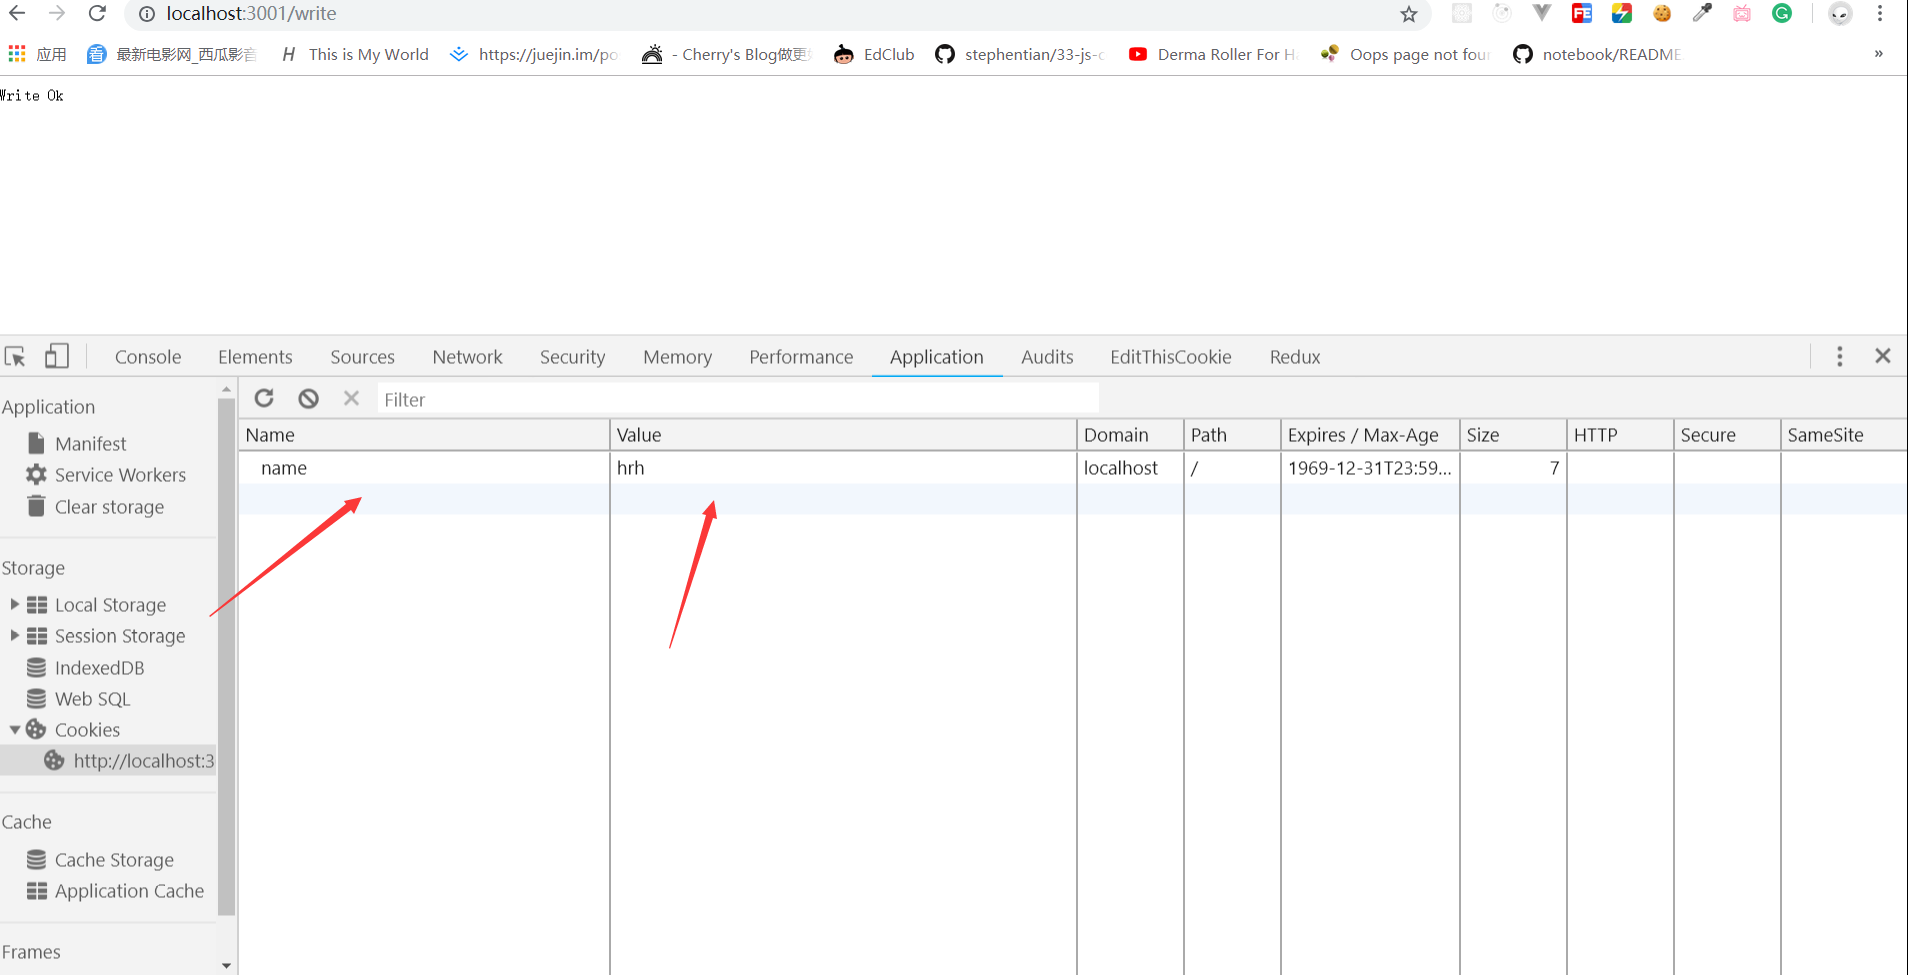 localhost:3001/write
应用 最新电影网_西瓜影音 This is My World https://juejin.im/po - Cherry's Blog做更 EdClub stephentian/33-js-c Derma Roller For H Oops page not four notebook/README. »
Write Ok
Console Elements Sources Network Security Memory Performance Application Audits EditThisCookie Redux
Filter
Application
Manifest
Service Workers
Clear storage
Storage
Local Storage
Session Storage
IndexedDB
Web SQL
Cookies
http://localhost:3
Cache
Cache Storage
Application Cache
Frames
Name Value Domain Path Expires / Max-Age Size HTTP Secure SameSite
name hrh localhost / 1969-12-31T23:59... 7